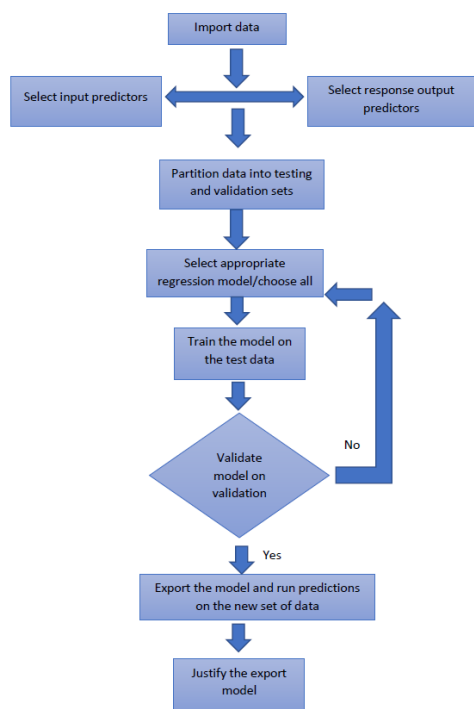 Import data
Select input predictors
Select response output
predictors
Partition data into testing
and validation sets
Select appropriate
regression model/choose all
Train the model on
the test data
No
Validate
model on
validation
Yes
Export the model and run predictions
on the new set of data
Justify the export
model